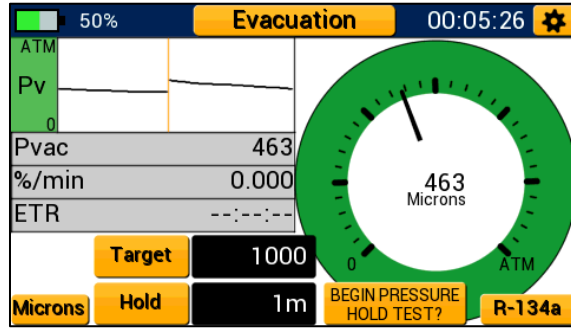 50%
Evacuation
00:05:26
ATM
Pv
0
Pvac 463
%/min 0.000
ETR --:--:--
463
Microns
0 ATM
Target 1000
Microns
Hold 1m
BEGIN PRESSURE
HOLD TEST?
R-134a